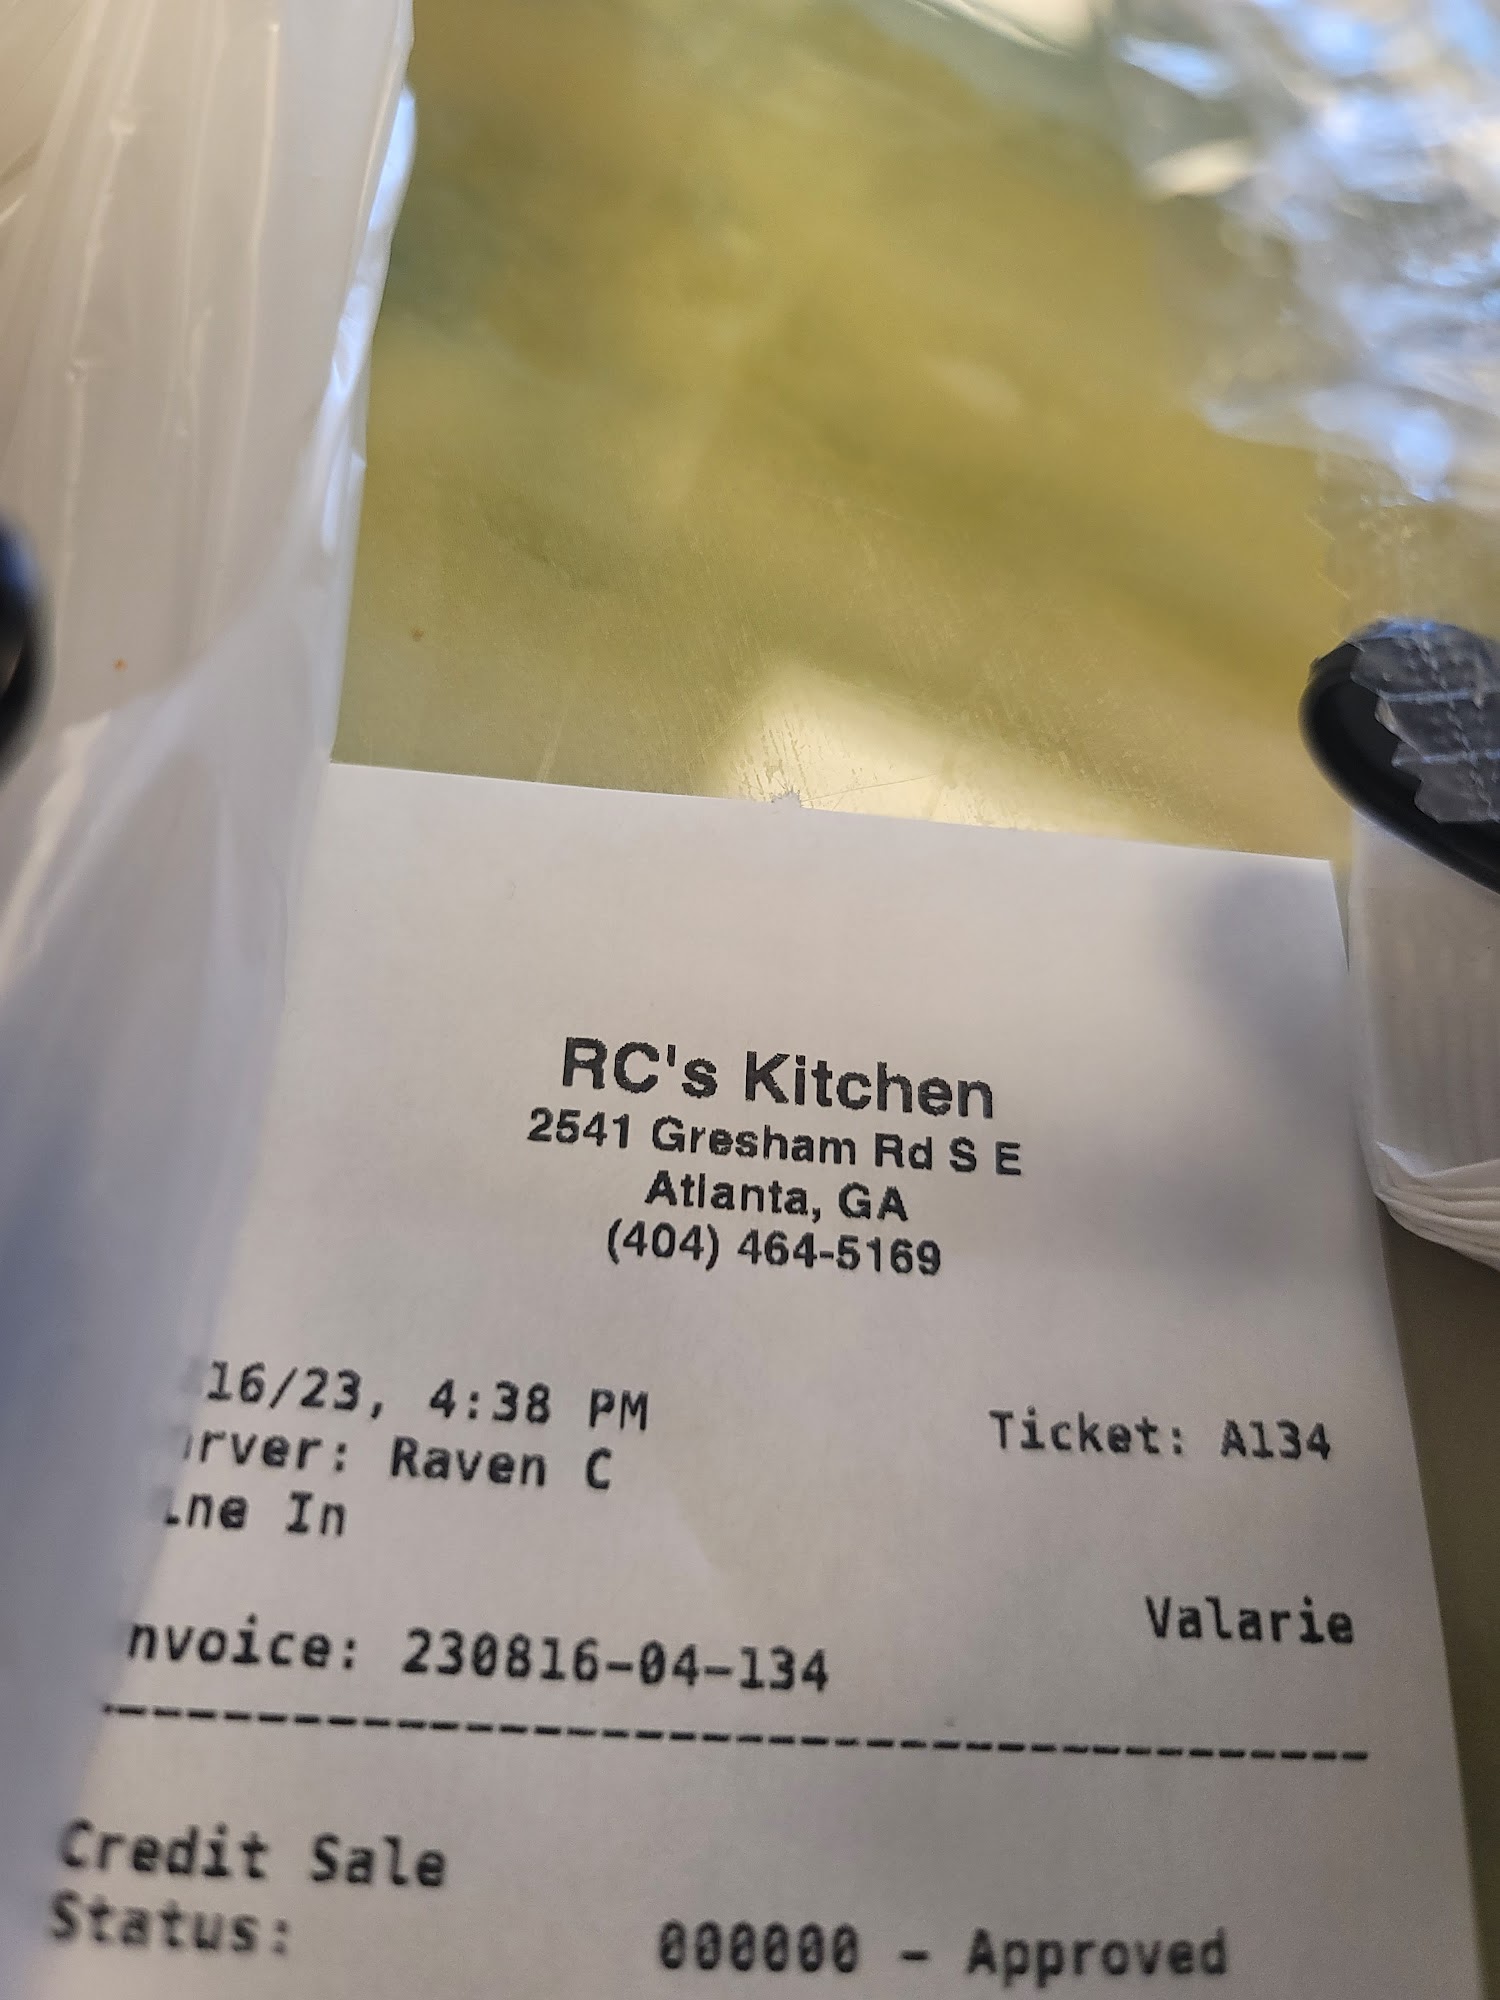 RC's Kitchen
2541 Gresham Rd S E
Atlanta, GA
(404) 464-5169
16/23, 4:38 PM
Ticket: A134
rver: Raven C
ne In
Valarie
nvoice: 230816-04-134
--------------------------------
Credit Sale
Status: 000000 - Approved